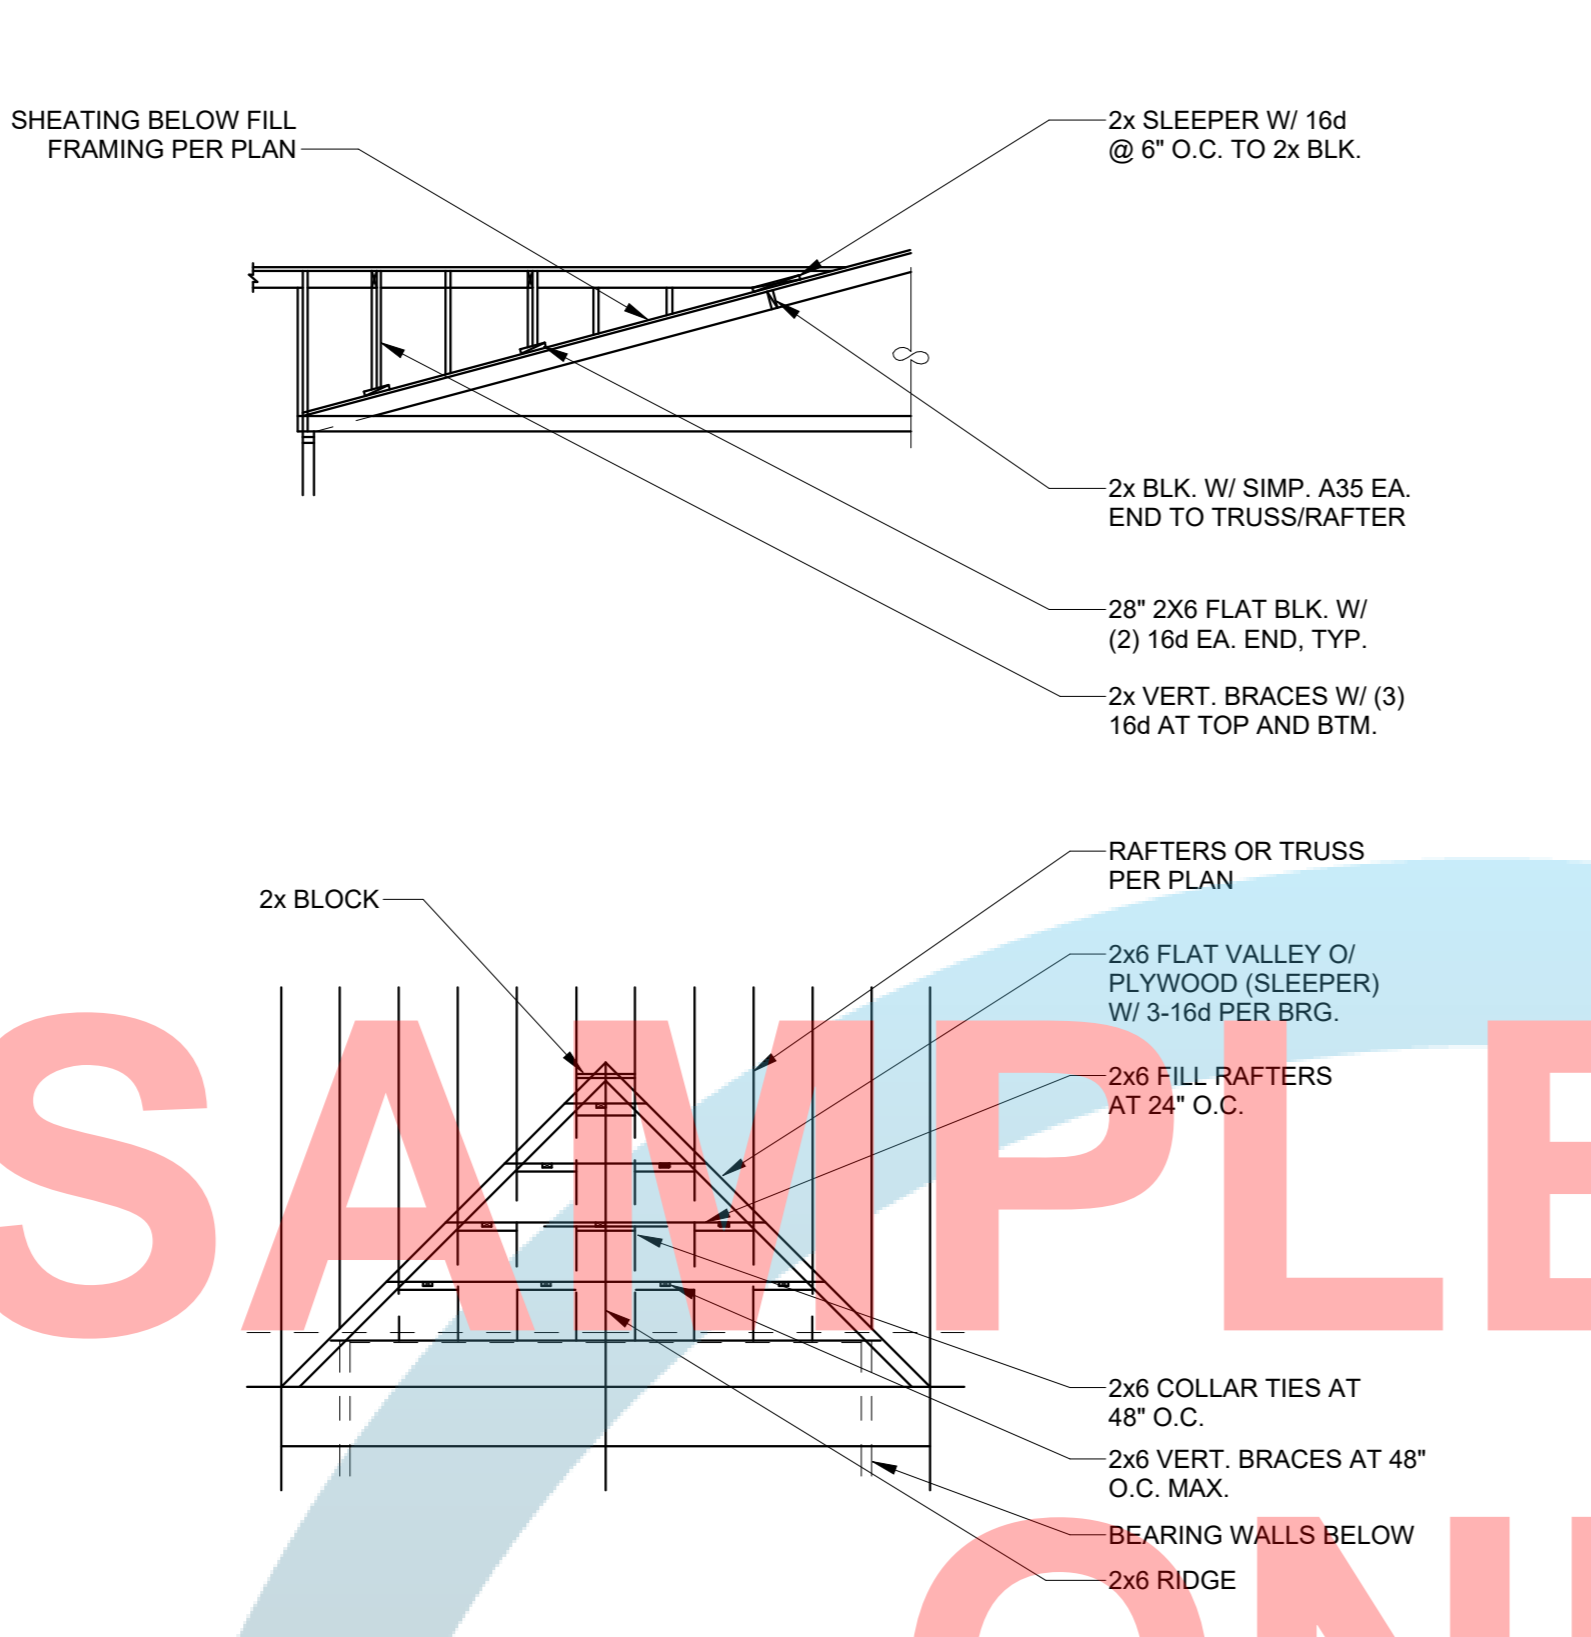 SHEATING BELOW FILL
FRAMING PER PLAN
2x SLEEPER W/ 16d
@ 6" O.C. TO 2x BLK.
2x BLK. W/ SIMP. A35 EA.
END TO TRUSS/RAFTER
28" 2X6 FLAT BLK. W/
(2) 16d EA. END, TYP.
2x VERT. BRACES W/ (3)
16d AT TOP AND BTM.
2x BLOCK
RAFTERS OR TRUSS
PER PLAN
2x6 FLAT VALLEY O/
PLYWOOD (SLEEPER)
W/ 3-16d PER BRG.
2x6 FILL RAFTERS
AT 24" O.C.
SAMPLE
2x6 COLLAR TIES AT
48" O.C.
2x6 VERT. BRACES AT 48"
O.C. MAX.
BEARING WALLS BELOW
2x6 RIDGE